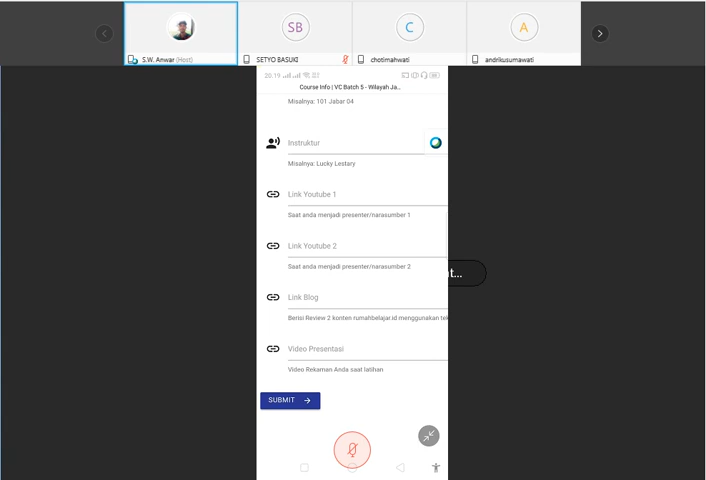 SB
C
A
S.W. Anwar (Host)
SETYO BASUKI
chotimahwati
andrikusumawati
20.19
Course Info | VC Batch 5 - Wilayah Ja...
Misalnya: 101 Jabar 04
Instruktur
Misalnya: Lucky Lestary
Link Youtube 1
Saat anda menjadi presenter/narasumber 1
Link Youtube 2
Saat anda menjadi presenter/narasumber 2
t...
Link Blog
Berisi Review 2 konten rumahbelajar.id menggunakan tek
Video Presentasi
Video Rekaman Anda saat latihan
SUBMIT